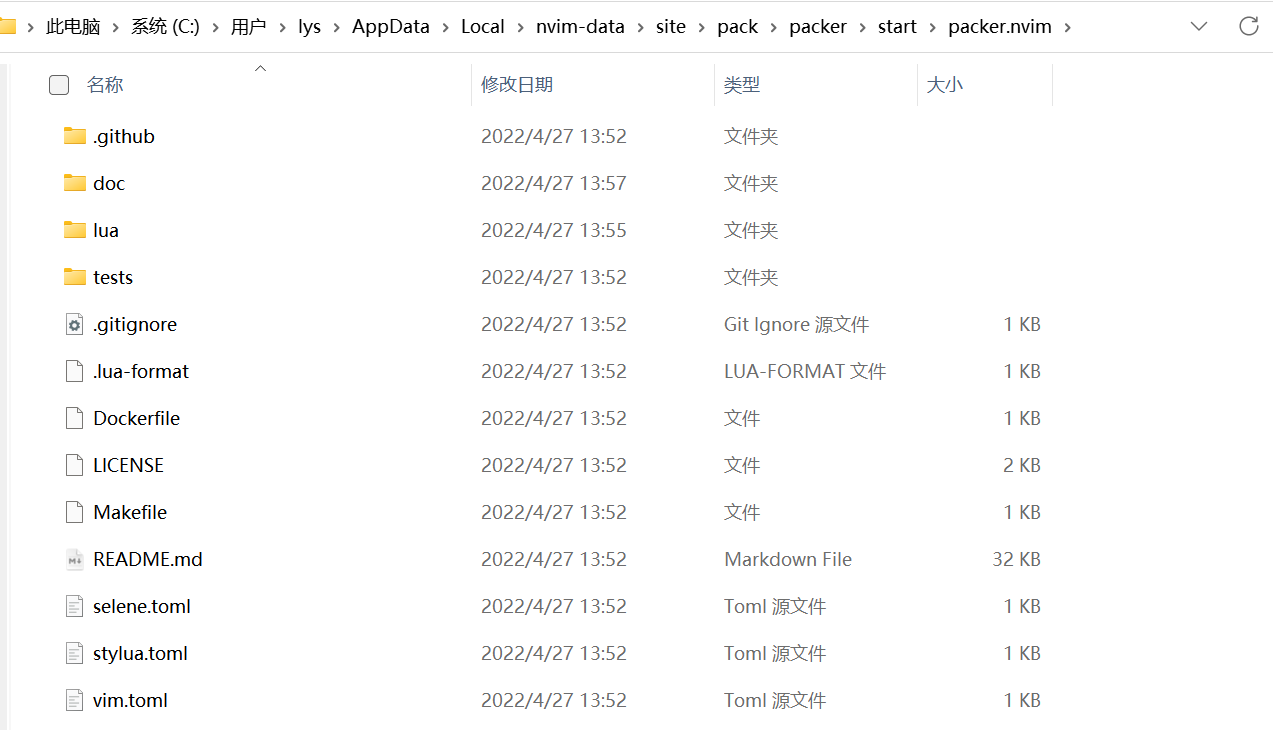 此电脑 > 系统 (C:) > 用户 > lys > AppData > Local > nvim-data > site > pack > packer > start > packer.nvim >
名称 修改日期 类型 大小
.github 2022/4/27 13:52 文件夹
doc 2022/4/27 13:57 文件夹
lua 2022/4/27 13:55 文件夹
tests 2022/4/27 13:52 文件夹
.gitignore 2022/4/27 13:52 Git Ignore 源文件 1 KB
.lua-format 2022/4/27 13:52 LUA-FORMAT 文件 1 KB
Dockerfile 2022/4/27 13:52 文件 1 KB
LICENSE 2022/4/27 13:52 文件 2 KB
Makefile 2022/4/27 13:52 文件 1 KB
README.md 2022/4/27 13:52 Markdown File 32 KB
selene.toml 2022/4/27 13:52 Toml 源文件 1 KB
stylua.toml 2022/4/27 13:52 Toml 源文件 1 KB
vim.toml 2022/4/27 13:52 Toml 源文件 1 KB